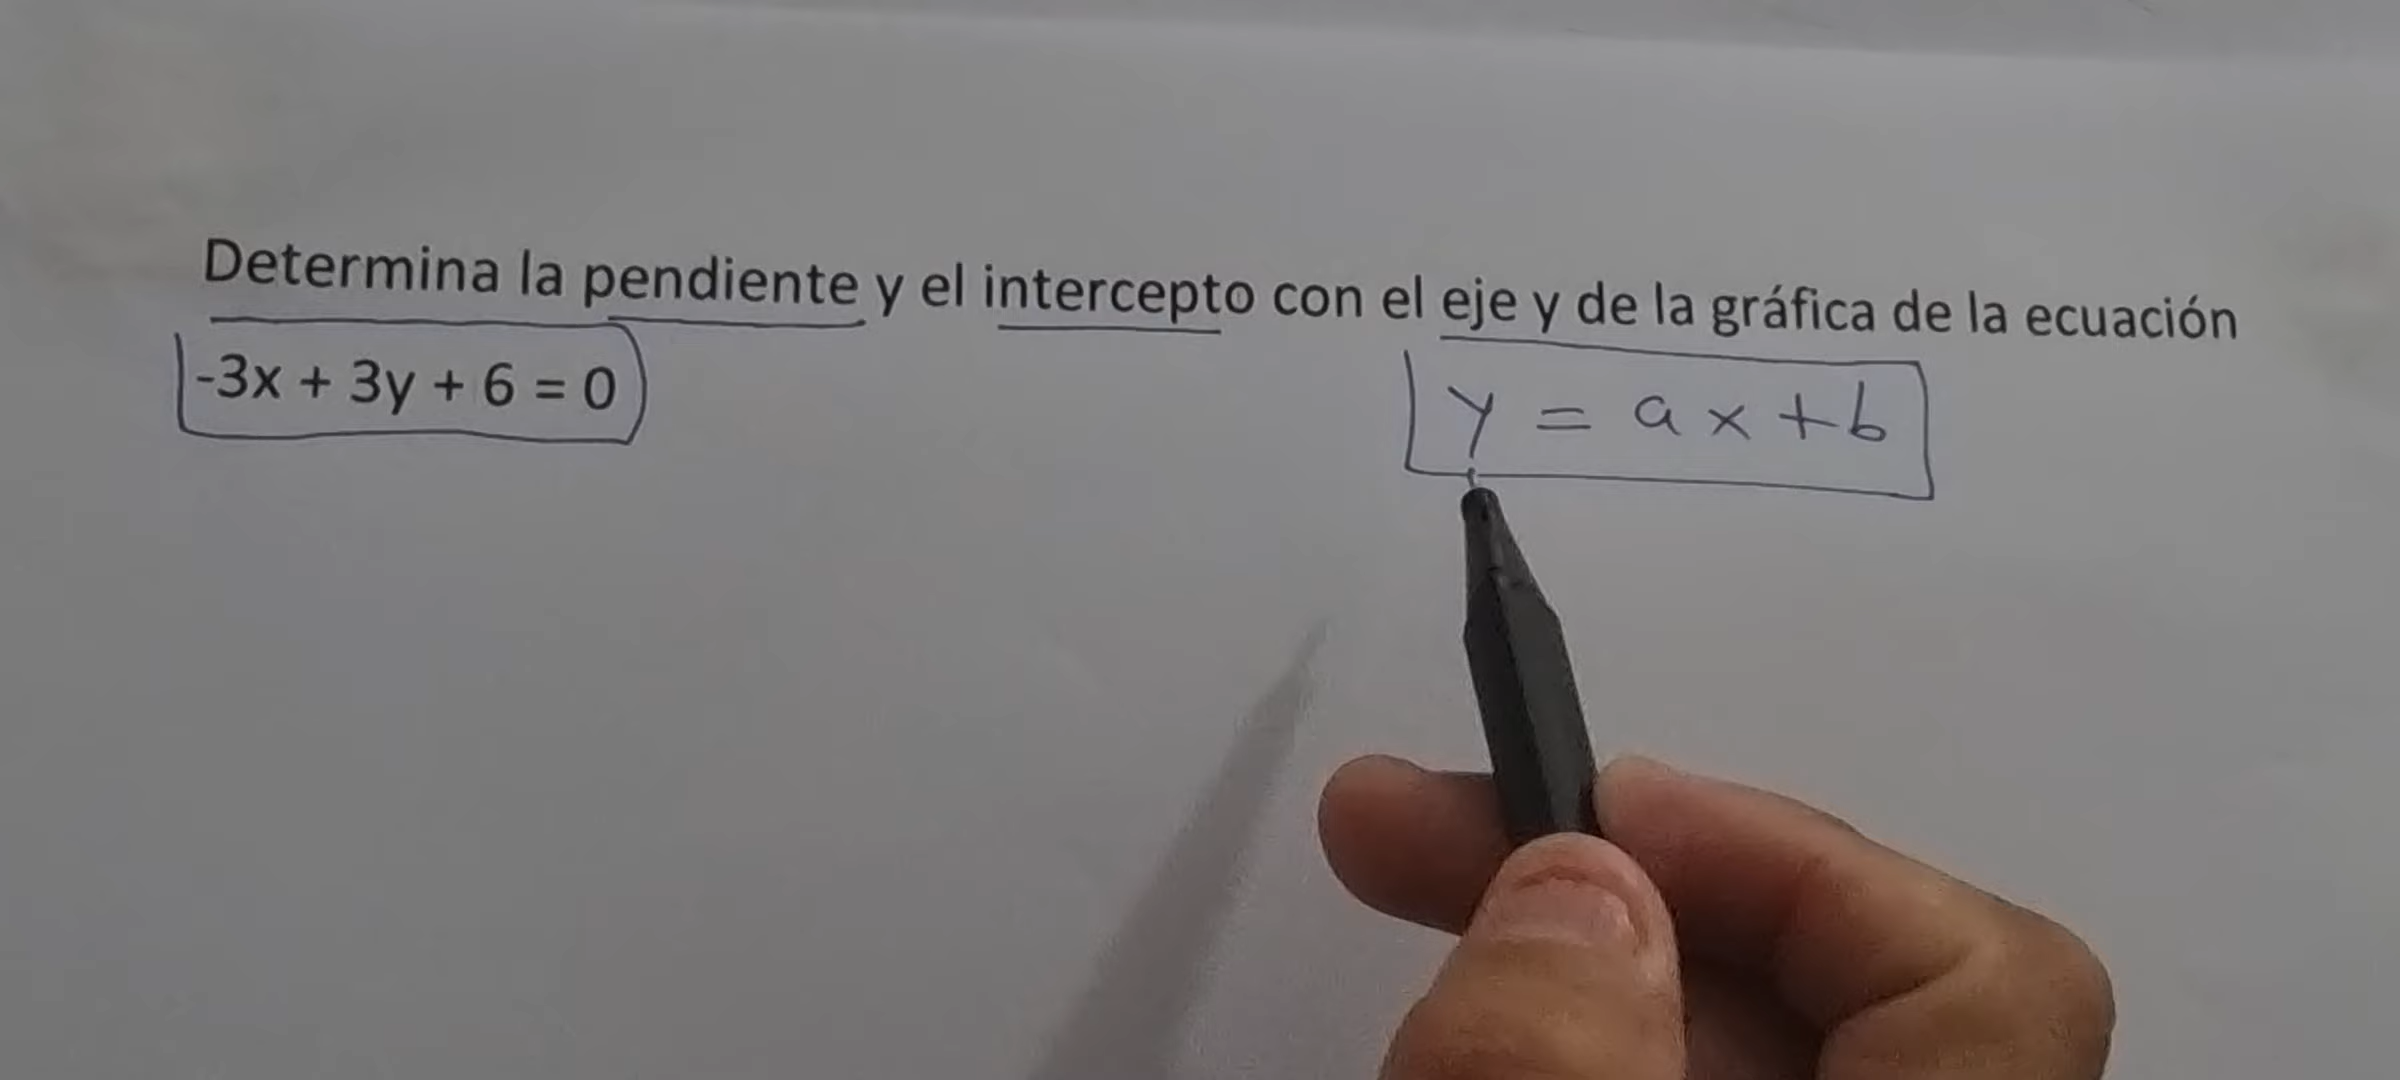 Determina la pendiente y el intercepto con el eje y de la gráfica de la ecuación
-3x + 3y + 6 = 0
y = ax + b